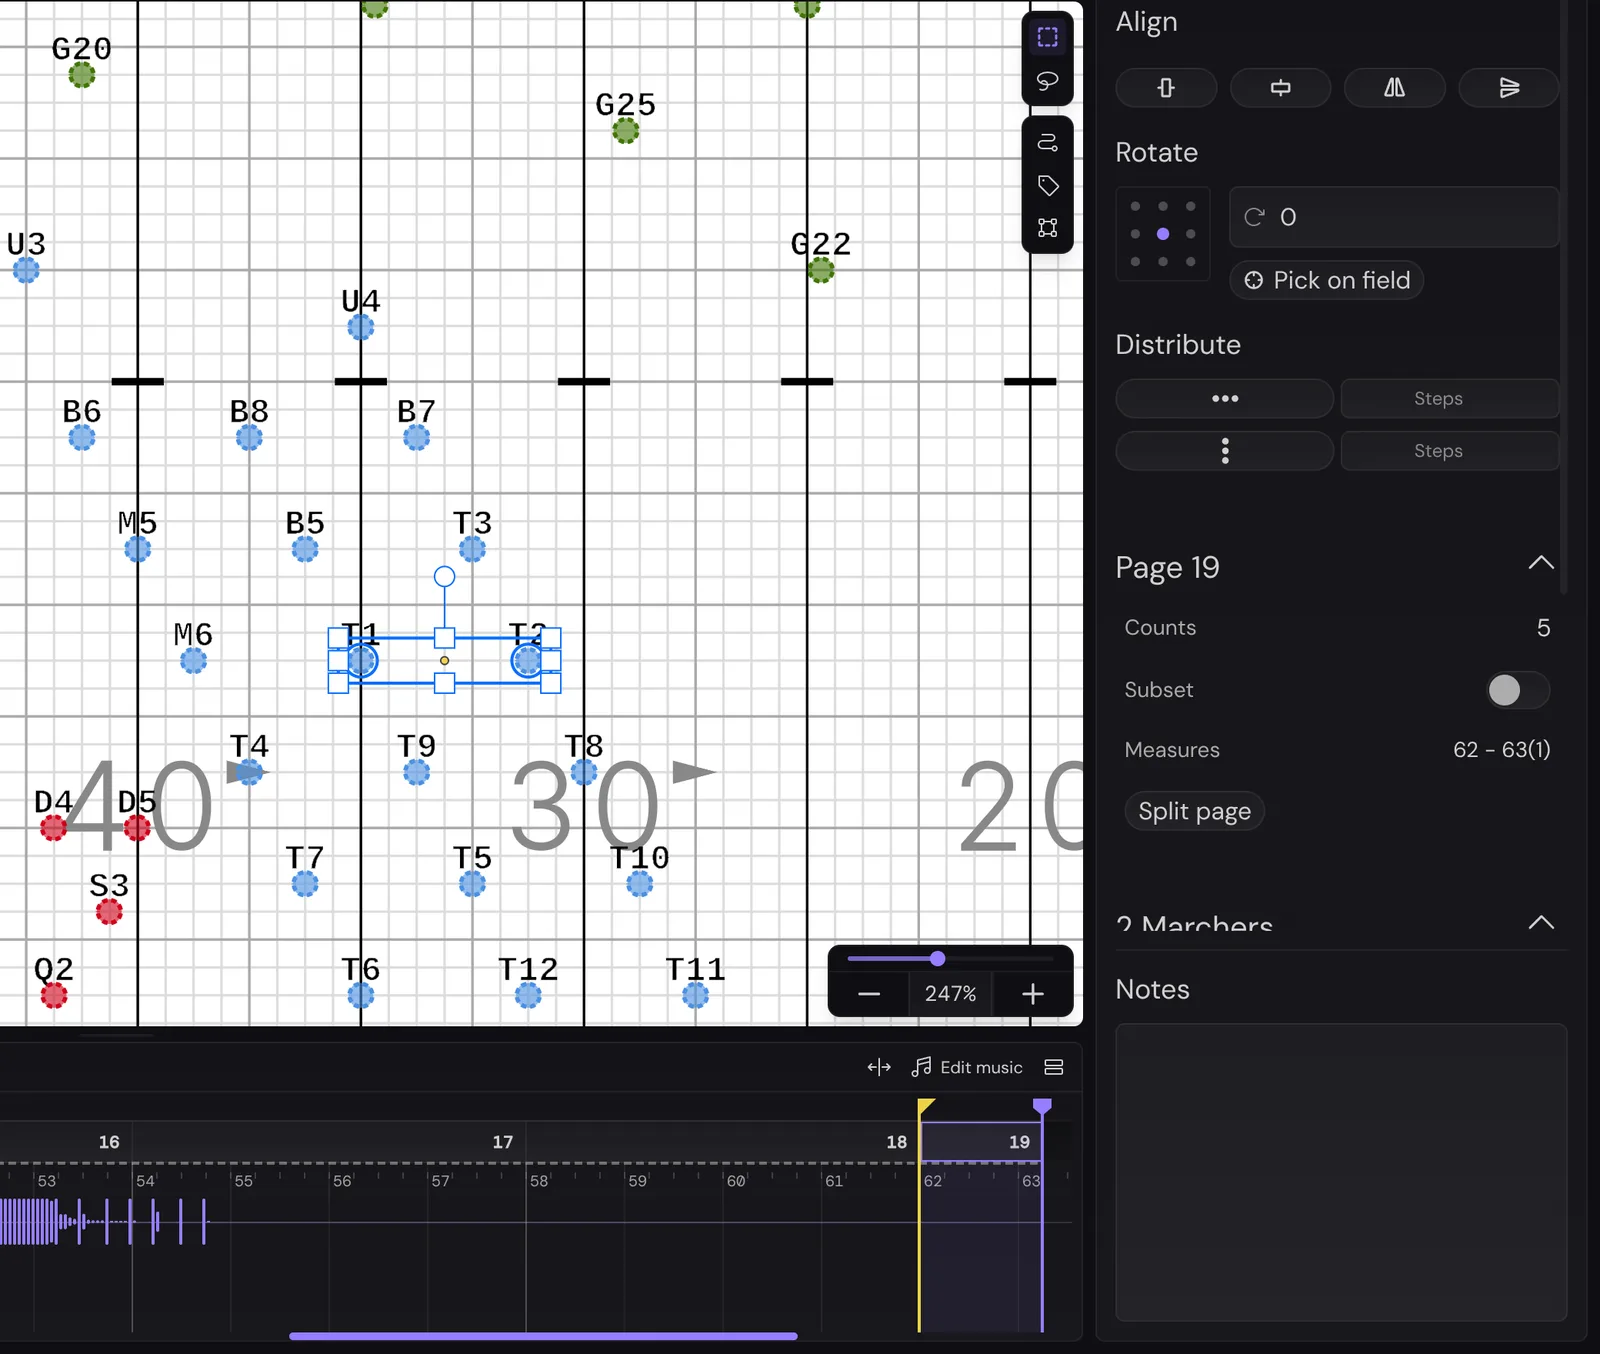 Align
G20
G25
Rotate
0
U3
G22
Pick on field
U4
Distribute
Steps
B6
B8
B7
Steps
M5
B5
T3
Page 19
Counts
5
M6
T1
T2
Subset
T4
T9
T8
Measures
62 - 63(1)
D4
D5
40
30
20
Split page
T7
T5
T10
S3
2 Marchers
Q2
T6
T12
T11
247%
Notes
Edit music
16
17
18
19
53
54
55
56
57
58
59
60
61
62
63